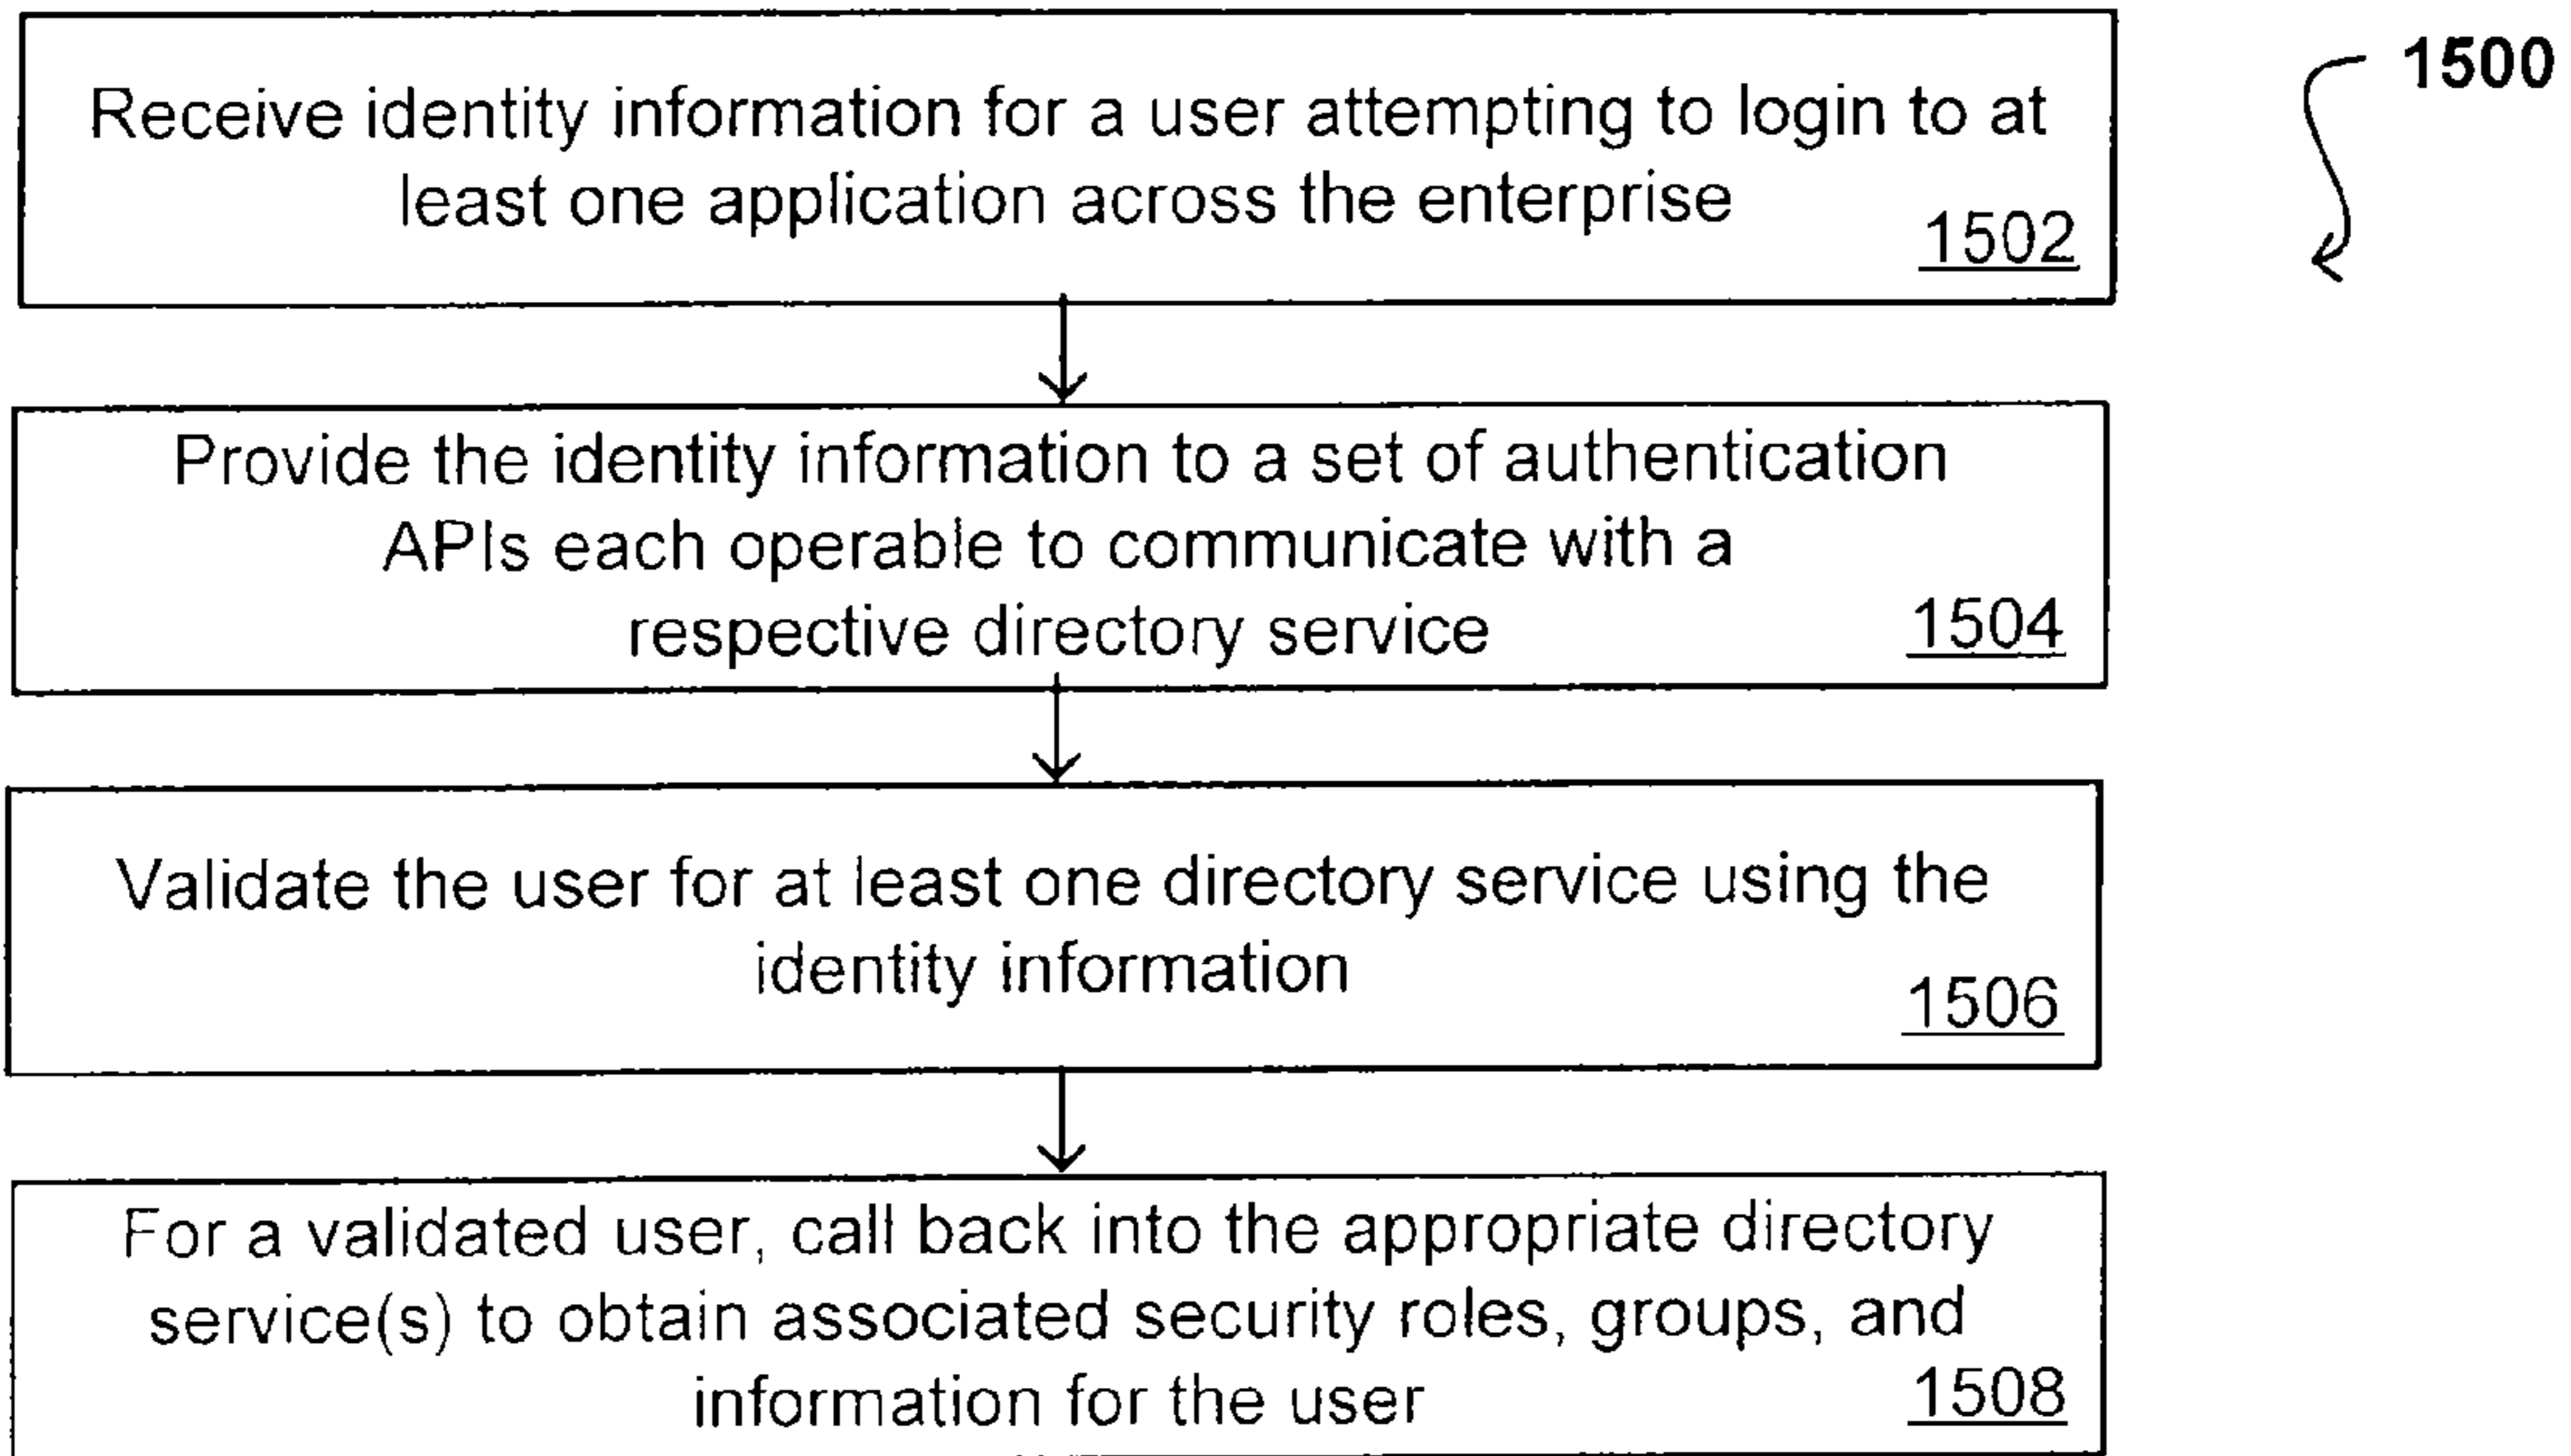 1500
Receive identity information for a user attempting to login to at
least one application across the enterprise
1502
Provide the identity information to a set of authentication
APIs each operable to communicate with a
respective directory service
1504
Validate the user for at least one directory service using the
identity information
1506
For a validated user, call back into the appropriate directory
service(s) to obtain associated security roles, groups, and
information for the user
1508